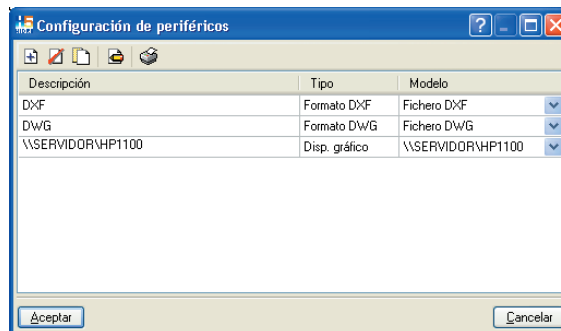 Configuración de periféricos
Descripción Tipo Modelo
DXF Formato DXF Fichero DXF
DWG Formato DWG Fichero DWG
\\SERVIDOR\HP1100 Disp. gráfico \\SERVIDOR\HP1100
Aceptar Cancelar